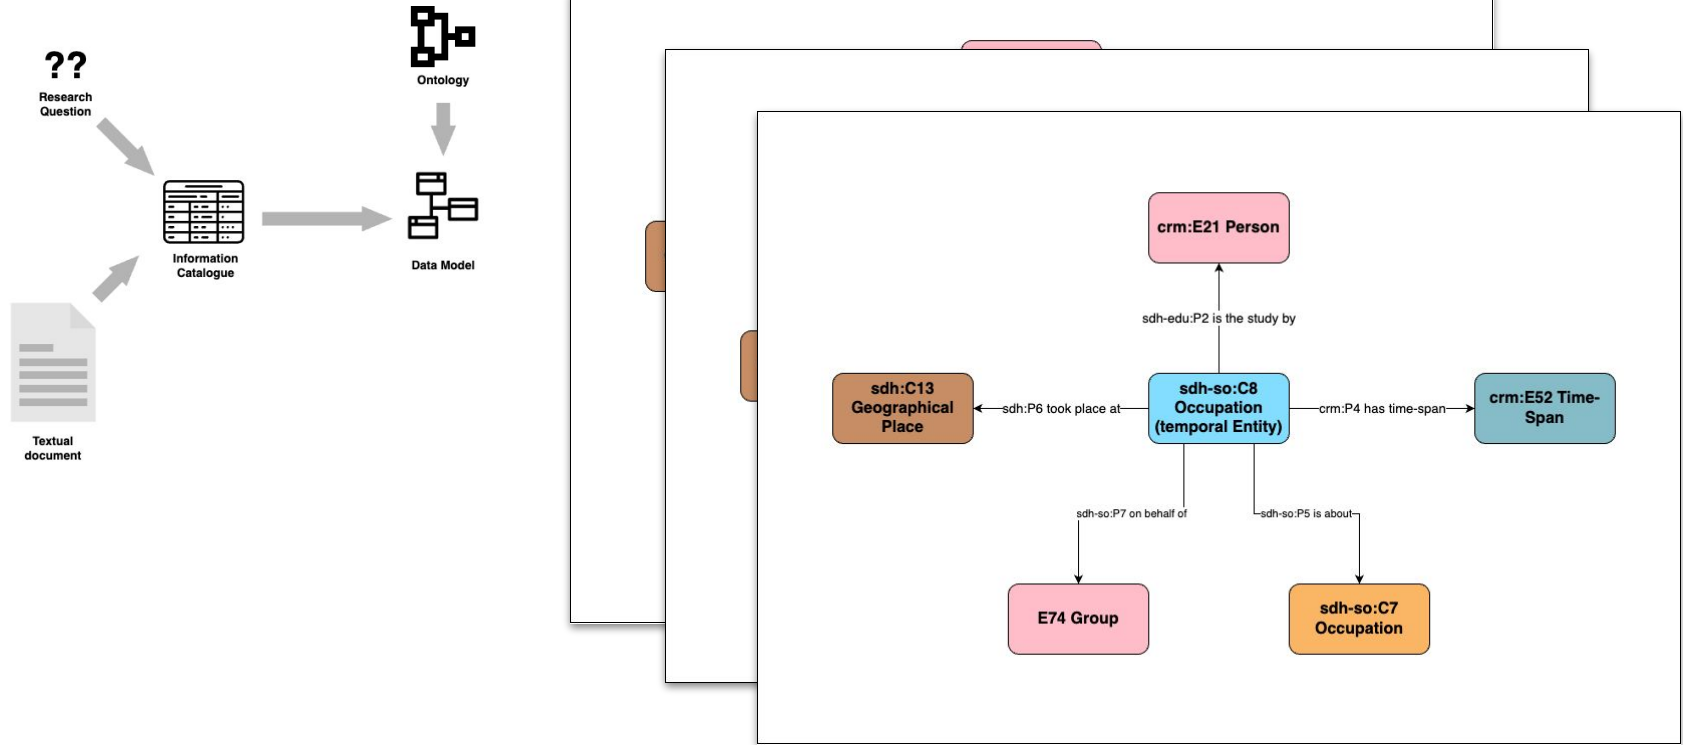 ??
Research
Question
Ontology
Information
Catalogue
Data Model
Textual
document
crm:E21 Person
sdh-edu:P2 is the study by
sdh:C13
Geographical
Place
sdh:P6 took place at
sdh-so:C8
Occupation
(temporal Entity)
crm:P4 has time-span
crm:E52 Time-
Span
sdh-so:P7 on behalf of
sdh-so:P5 is about
E74 Group
sdh-so:C7
Occupation